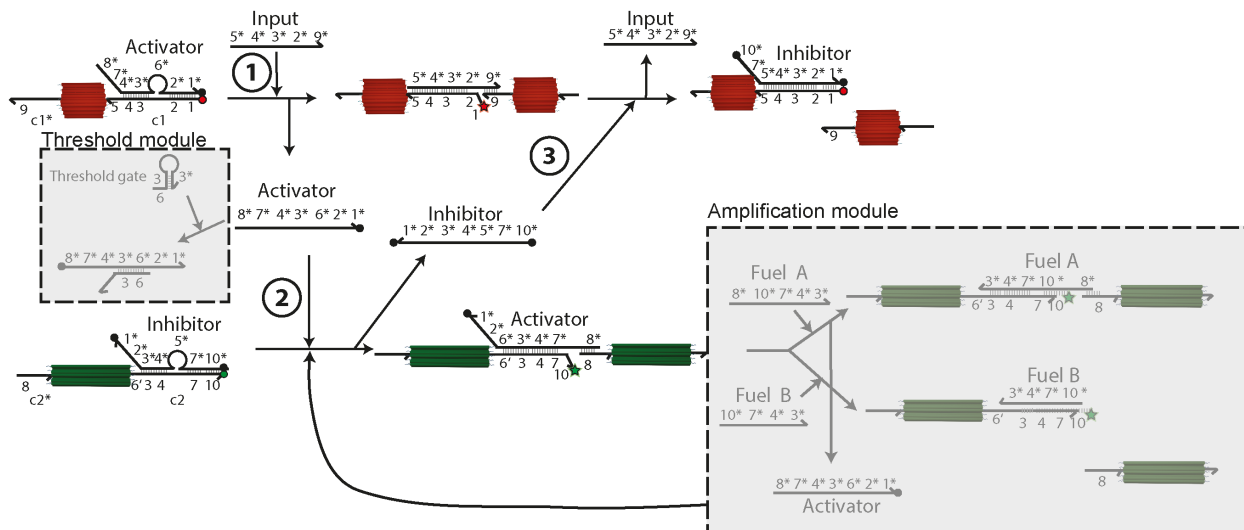 Input
5* 4* 3* 2* 9*
Activator
8* 7* 4* 3* 6* 2* 1*
9 c1* 5 4 3 c1 2 1
1
5* 4* 3* 2* 9*
5 4 3 2 1 9
Input
5* 4* 3* 2* 9*
Inhibitor
10* 7* 5* 4* 3* 2* 1*
5 4 3 2 1
9
Threshold module
Threshold gate
3 3*
6
8* 7* 4* 3* 6* 2* 1*
3 6
Activator
8* 7* 4* 3* 6* 2* 1*
Inhibitor
1* 2* 3* 4* 5* 7* 10*
3
2
Inhibitor
1* 2* 3* 4* 5* 7* 10*
8 c2* 6' 3 4 c2 7 10
Activator
1* 2* 6* 3* 4* 7* 8*
6' 3 4 7 10 8
Amplification module
Fuel A
8* 10* 7* 4* 3*
Fuel A
3* 4* 7* 10* 8*
6' 3 4 7 10 8
Fuel B
10* 7* 4* 3*
Fuel B
3* 4* 7* 10*
6' 3 4 7 10
8
8* 7* 4* 3* 6* 2* 1*
Activator